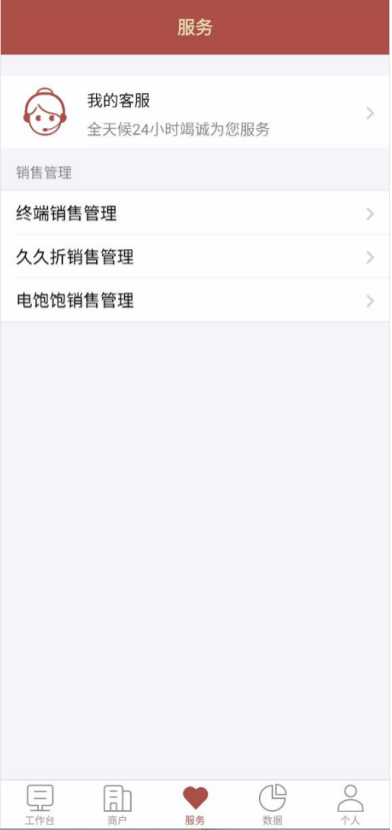 服务
我的客服
全天候24小时竭诚为您服务
销售管理
终端销售管理
久久折销售管理
电饱饱销售管理
工作台
商户
服务
数据
个人